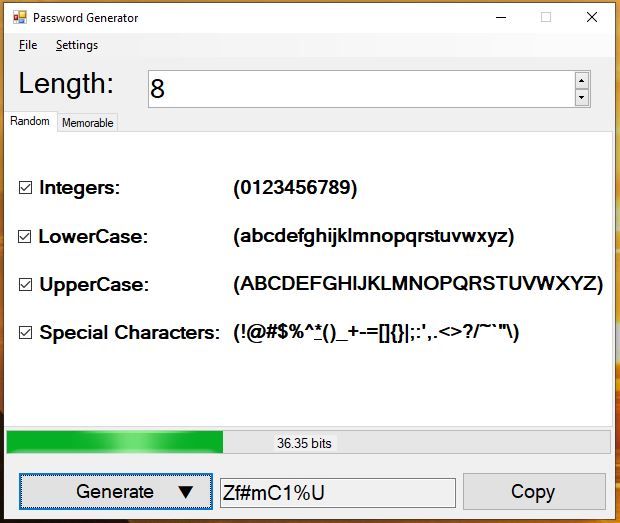 Password Generator
File Settings
Length: 8
Random Memorable
Integers: (0123456789)
LowerCase: (abcdefghijklmnopqrstuvwxyz)
UpperCase: (ABCDEFGHIJKLMNOPQRSTUVWXYZ)
Special Characters: (!@#$%^*_()_+-=[]{}|;:',.<>?/~`"\)
36.35 bits
Generate Zf#mC1%U Copy